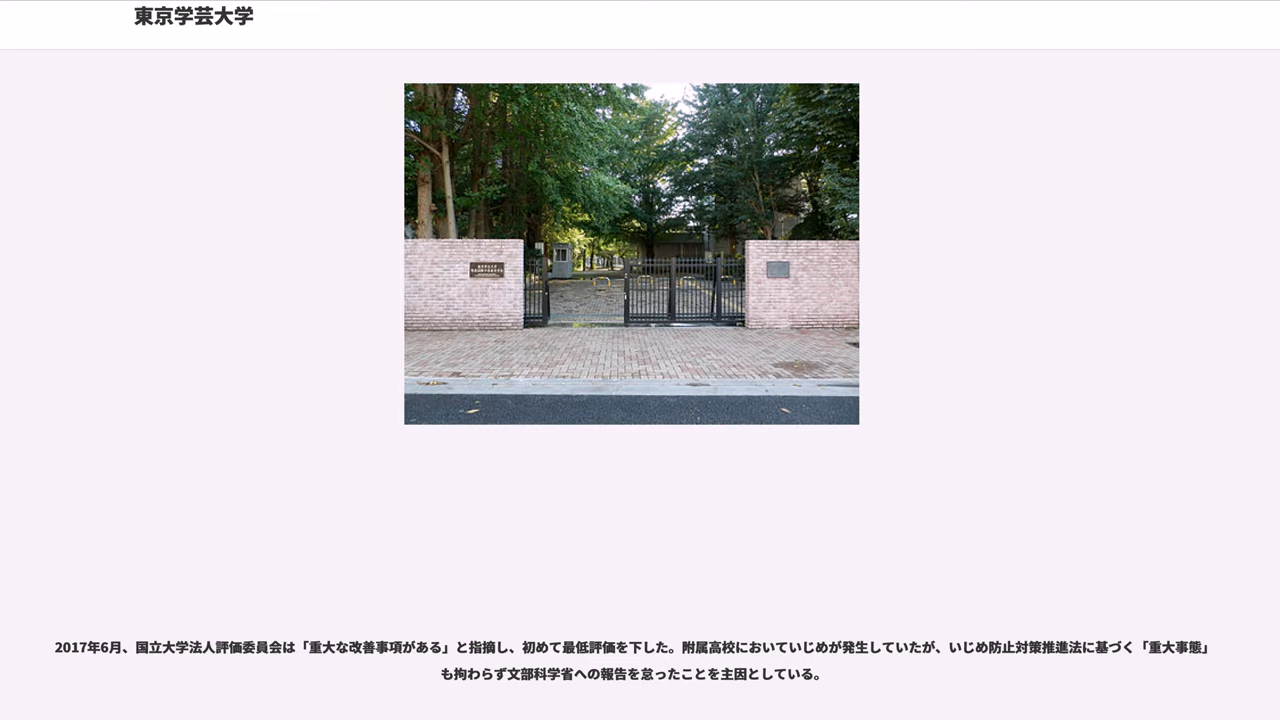 東京学芸大学
2017年6月、国立大学法人評価委員会は「重大な改善事項がある」と指摘し、初めて最低評価を下した。附属高校においていじめが発生していたが、いじめ防止対策推進法に基づく「重大事態」
も拘わらず文部科学省への報告を怠ったことを主因としている。